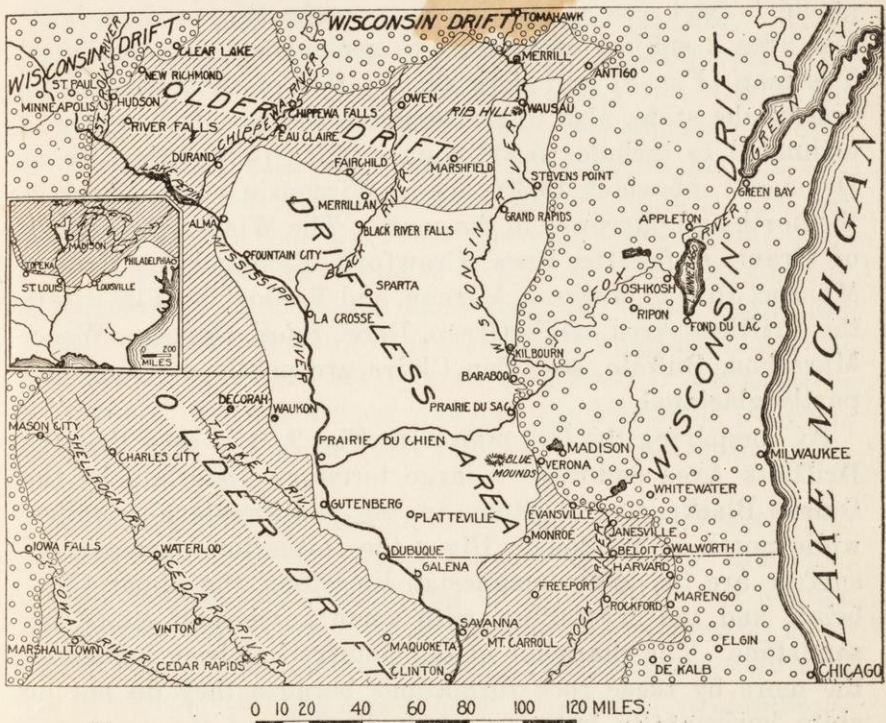 WISCONSIN DRIFT
TOMAHAWK
WISCONSIN DRIFT
CLEAR LAKE
MERRILL
ANTIGO
ST. PAUL
MINNEAPOLIS
ST. CROIX RIVER
NEW RICHMOND
HUDSON
OLDER DRIFT
CHIPPEWA RIVER
CHIPPEWA FALLS
OWEN
RIB HILL
WAUSAU
RIVER FALLS
EAU CLAIRE
DURAND
FAIRCHILD
MARSHFIELD
STEVENS POINT
LAKE PEPIN
MERRILLAN
GRAND RAPIDS
ALMA
BLACK RIVER FALLS
BLACK RIVER
FOUNTAIN CITY
MISSISSIPPI RIVER
SPARTA
LA CROSSE
DRIFTLESS AREA
WISCONSIN RIVER
WISCONSIN DRIFT
GREEN BAY
GREEN BAY
APPLETON
FOX RIVER
OSHKOSH
WINNEBAGO
RIPON
FOND DU LAC
KILBOURN
BARABOO
PRAIRIE DU SAC
LAKE MICHIGAN
MADISON
TOPEKA
PHILADELPHIA
ST LOUIS
LOUISVILLE
0 200
MILES
OLDER DRIFT
DECORAH
WAUKON
MASON CITY
SHELLROCK R.
CHARLES CITY
TURKEY RIV.
PRAIRIE DU CHIEN
BLUE MOUNDS
MADISON
VERONA
MILWAUKEE
WHITEWATER
GUTENBERG
PLATTEVILLE
EVANSVILLE
JANESVILLE
MONROE
BELOIT
WALWORTH
IOWA FALLS
WATERLOO
DUBUQUE
GALENA
HARVARD
CEDAR RIVER
IOWA RIVER
FREEPORT
ROCK RIVER
ROCKFORD
MARENGO
VINTON
SAVANNA
MT. CARROLL
ELGIN
MARSHALLTOWN
CEDAR RAPIDS
MAQUOKETA
CLINTON
DE KALB
CHICAGO
0 10 20 40 60 80 100 120 MILES.